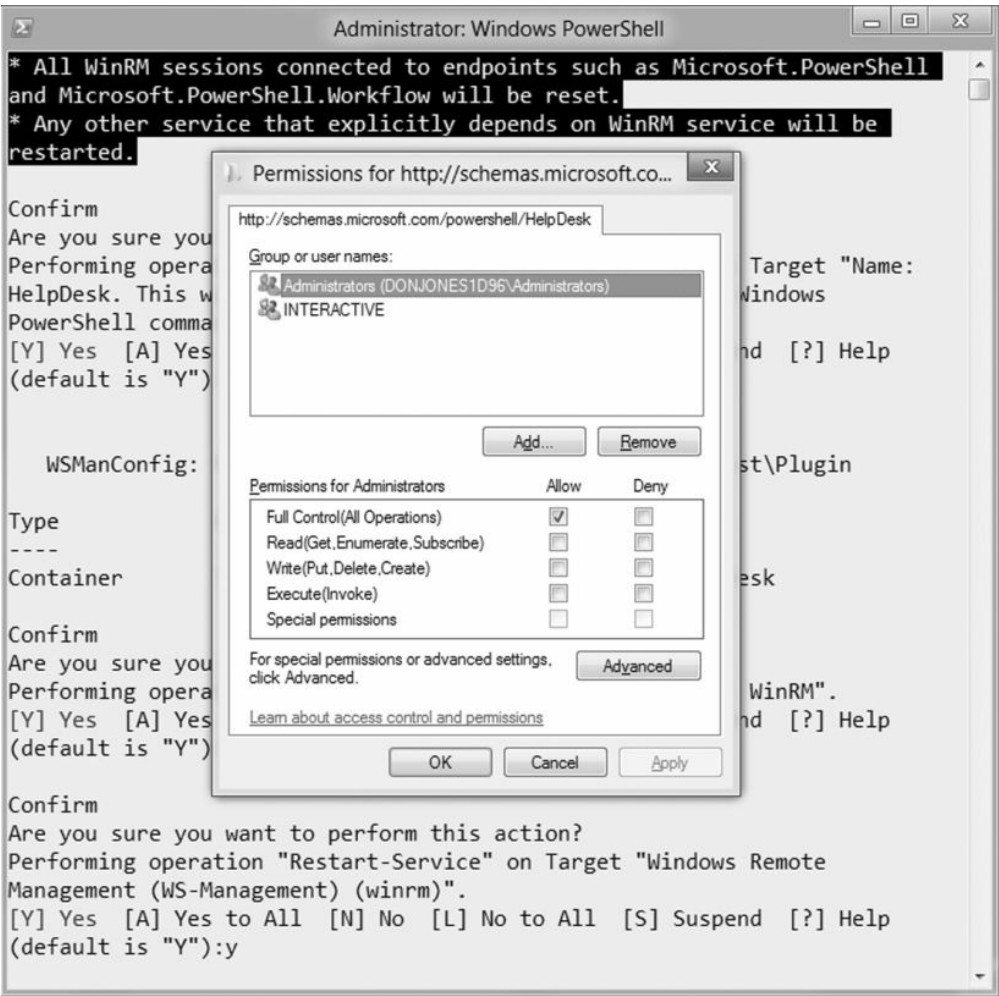 Administrator: Windows PowerShell
* All WinRM sessions connected to endpoints such as Microsoft.PowerShell
and Microsoft.PowerShell.Workflow will be reset.
* Any other service that explicitly depends on WinRM service will be
restarted.
Confirm
Are you sure you
Performing opera Target "Name:
HelpDesk. This w Windows
PowerShell comma
[Y] Yes [A] Yes nd [?] Help
(default is "Y")
WSManConfig: st\Plugin
Type
----
Container esk
Confirm
Are you sure you
Performing opera WinRM".
[Y] Yes [A] Yes nd [?] Help
(default is "Y")
Confirm
Are you sure you want to perform this action?
Performing operation "Restart-Service" on Target "Windows Remote
Management (WS-Management) (winrm)".
[Y] Yes [A] Yes to All [N] No [L] No to All [S] Suspend [?] Help
(default is "Y"):y
Permissions for http://schemas.microsoft.co...
http://schemas.microsoft.com/powershell/HelpDesk
Group or user names:
Administrators (DONJONES1D96\Administrators)
INTERACTIVE
Add... Remove
Permissions for Administrators Allow Deny
Full Control(All Operations)
Read(Get,Enumerate,Subscribe)
Write(Put,Delete,Create)
Execute(Invoke)
Special permissions
For special permissions or advanced settings,
click Advanced.
Advanced
Learn about access control and permissions
OK Cancel Apply